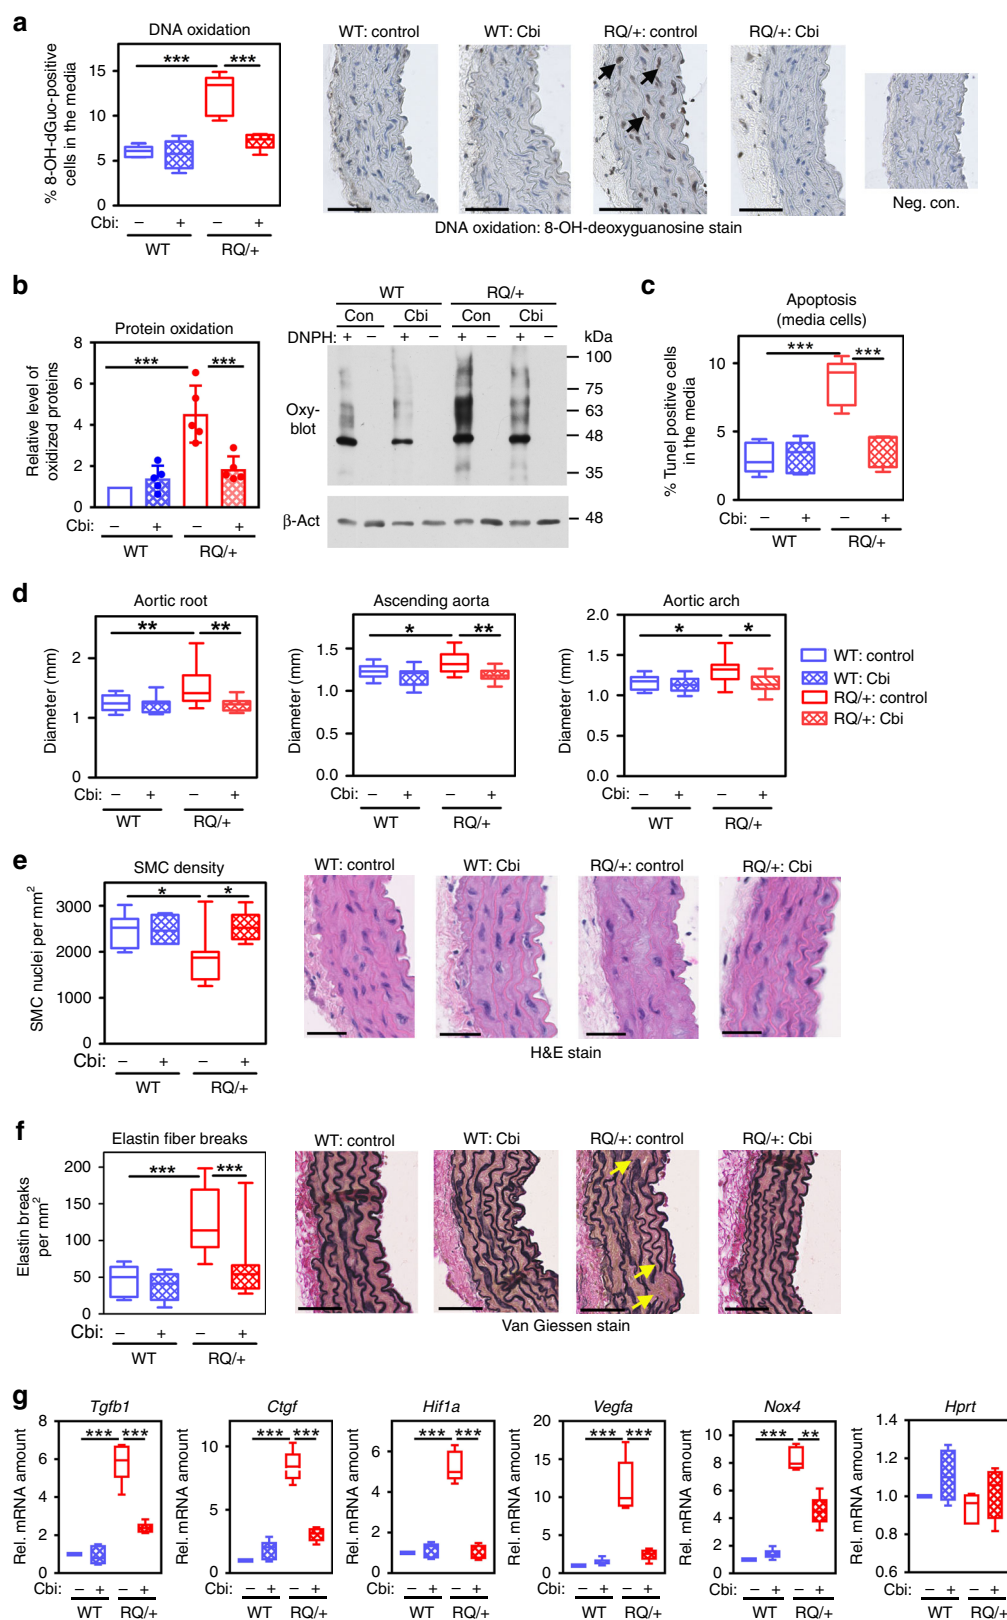 a
DNA oxidation
% 8-OH-dGuo-positive
cells in the media
15
10
5
0
*** ***
Cbi: – + – +
WT RQ/+
WT: control WT: Cbi RQ/+: control RQ/+: Cbi
Neg. con.
DNA oxidation: 8-OH-deoxyguanosine stain
b
Protein oxidation
Relative level of
oxidized proteins
8
6
4
2
0
*** ***
Cbi: – + – +
WT RQ/+
WT RQ/+
Con Cbi Con Cbi
DNPH: + – + – + – + – kDa
100
75
63
48
35
Oxy-
blot
β-Act
48
c
Apoptosis
(media cells)
% Tunel positive cells
in the media
10
5
0
*** ***
Cbi: – + – +
WT RQ/+
d
Aortic root
Diameter (mm)
2
1
0
** **
Cbi: – + – +
WT RQ/+
Ascending aorta
Diameter (mm)
1.5
1.0
0.5
0.0
* **
Cbi: – + – +
WT RQ/+
Aortic arch
Diameter (mm)
2.0
1.5
1.0
0.5
0.0
* *
Cbi: – + – +
WT RQ/+
WT: control
WT: Cbi
RQ/+: control
RQ/+: Cbi
e
SMC density
SMC nuclei per mm2
3000
2000
1000
0
* *
Cbi: – + – +
WT RQ/+
WT: control WT: Cbi RQ/+: control RQ/+: Cbi
H&E stain
f
Elastin fiber breaks
Elastin breaks
per mm2
200
150
100
50
0
*** ***
Cbi: – + – +
WT RQ/+
WT: control WT: Cbi RQ/+: control RQ/+: Cbi
Van Giessen stain
g
Tgfb1
Rel. mRNA amount
8
6
4
2
0
*** ***
Cbi: – + – +
WT RQ/+
Ctgf
Rel. mRNA amount
10
5
0
*** ***
Cbi: – + – +
WT RQ/+
Hif1a
Rel. mRNA amount
6
4
2
0
*** ***
Cbi: – + – +
WT RQ/+
Vegfa
Rel. mRNA amount
20
15
10
5
0
*** ***
Cbi: – + – +
WT RQ/+
Nox4
Rel. mRNA amount
10
8
6
4
2
0
*** **
Cbi: – + – +
WT RQ/+
Hprt
Rel. mRNA amount
1.4
1.2
1.0
0.8
0.6
Cbi: – + – +
WT RQ/+